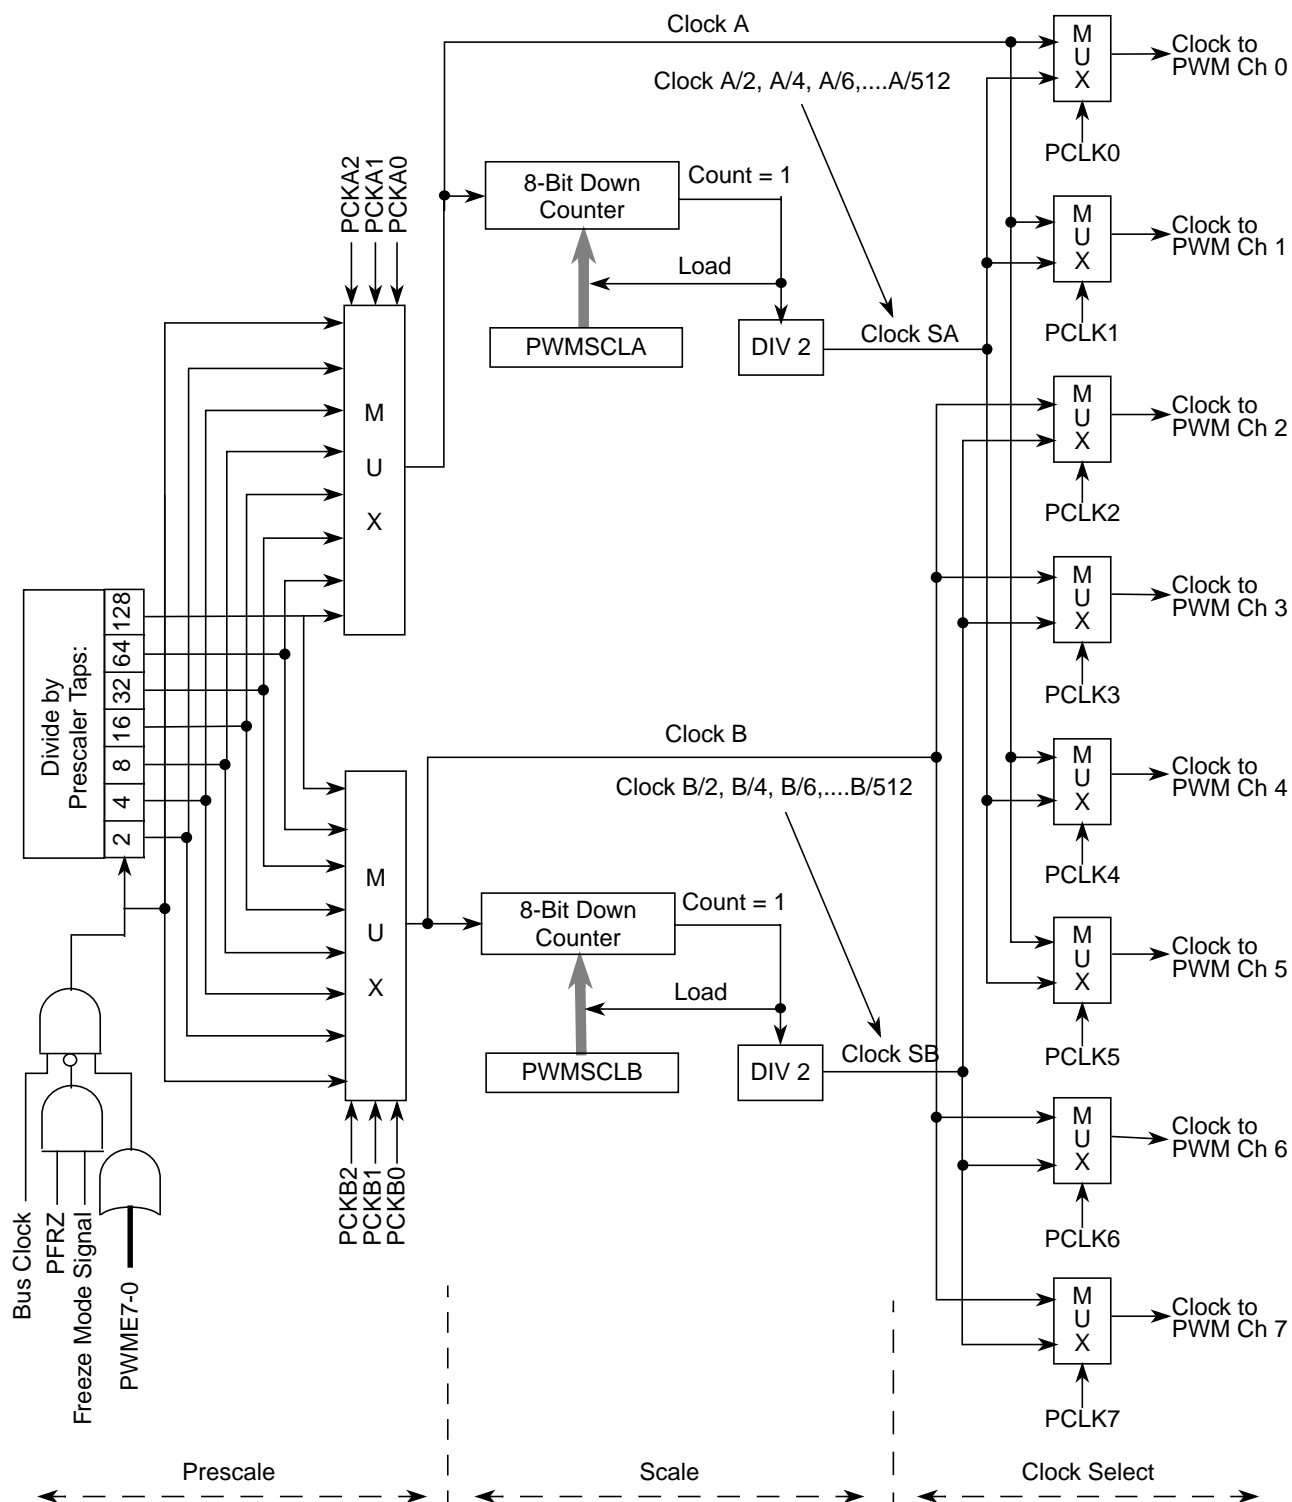 Clock A
Clock A/2, A/4, A/6,....A/512
M
U
X
Clock to
PWM Ch 0
PCLK0
PCKA2
PCKA1
PCKA0
8-Bit Down
Counter
Count = 1
Load
PWMSCLA
DIV 2
Clock SA
M
U
X
Clock to
PWM Ch 1
PCLK1
M
U
X
M
U
X
Clock to
PWM Ch 2
PCLK2
M
U
X
Clock to
PWM Ch 3
PCLK3
Divide by
Prescaler Taps:
128
64
32
16
8
4
2
Clock B
Clock B/2, B/4, B/6,....B/512
M
U
X
Clock to
PWM Ch 4
PCLK4
M
U
X
8-Bit Down
Counter
Count = 1
Load
PWMSCLB
DIV 2
Clock SB
M
U
X
Clock to
PWM Ch 5
PCLK5
PCKB2
PCKB1
PCKB0
M
U
X
Clock to
PWM Ch 6
PCLK6
Bus Clock
PFRZ
Freeze Mode Signal
PWME7-0
M
U
X
Clock to
PWM Ch 7
PCLK7
Prescale
Scale
Clock Select